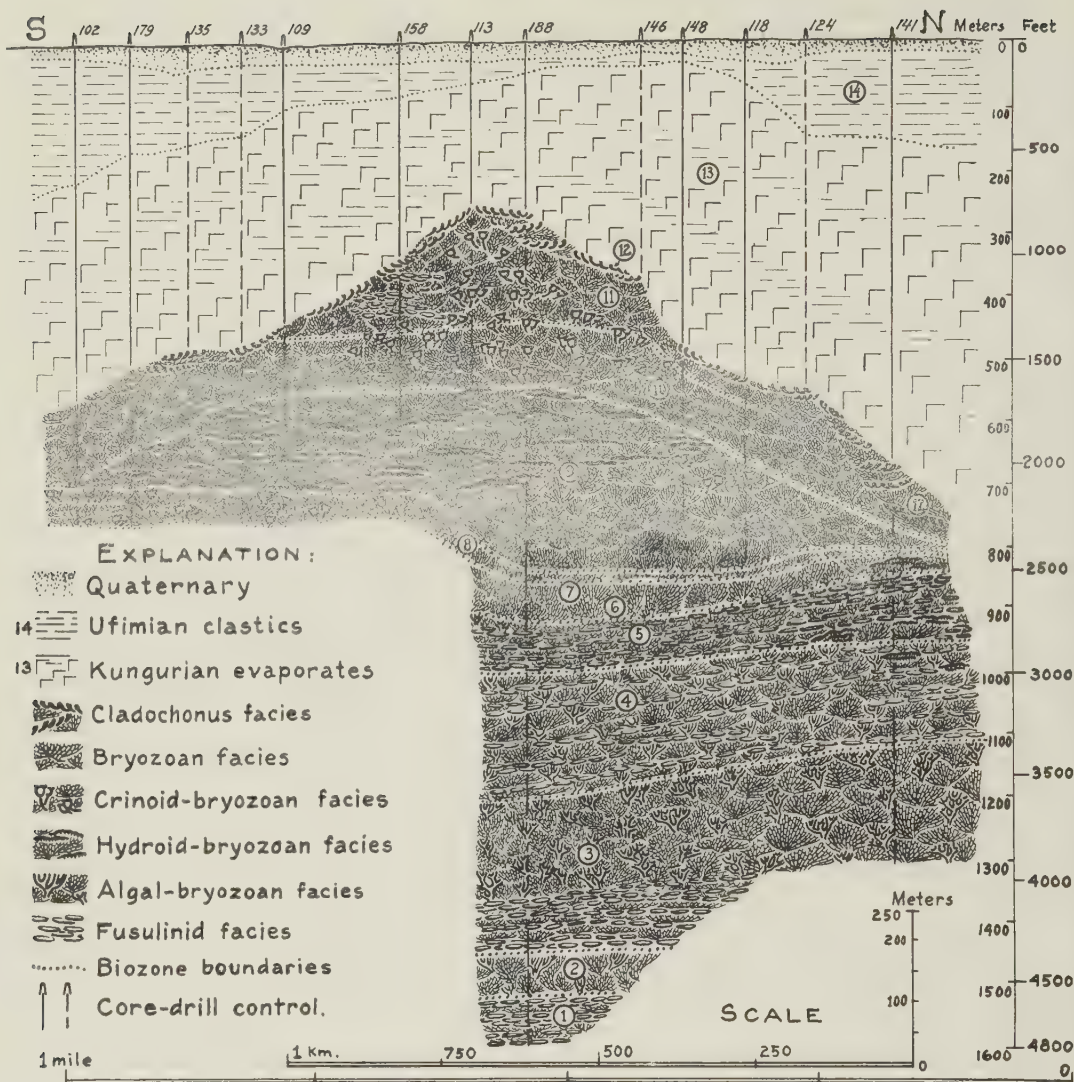 S 102 179 135 133 109 158 113 188 146 148 118 124 141 N Meters Feet
0 0
14
100
500
13
200
12
300 1000
11
400
500 1500
10
600
9
2000
700
12
8
800
EXPLANATION:
2500
Quaternary
7
6
900
14 Ufimian clastics
5
13 Kungurian evaporates
1000 3000
4
Cladochonus facies
1100
Bryozoan facies
3500
Crinoid-bryozoan facies
1200
Hydroid-bryozoan facies
3
1300
Algal-bryozoan facies
4000
Meters
250
Fusulinid facies
200
1400
Biozone boundaries
2
4500
100
1500
Core-drill control.
1
SCALE
1 mile 1 km. 750 500 250 0 1600 4800
0